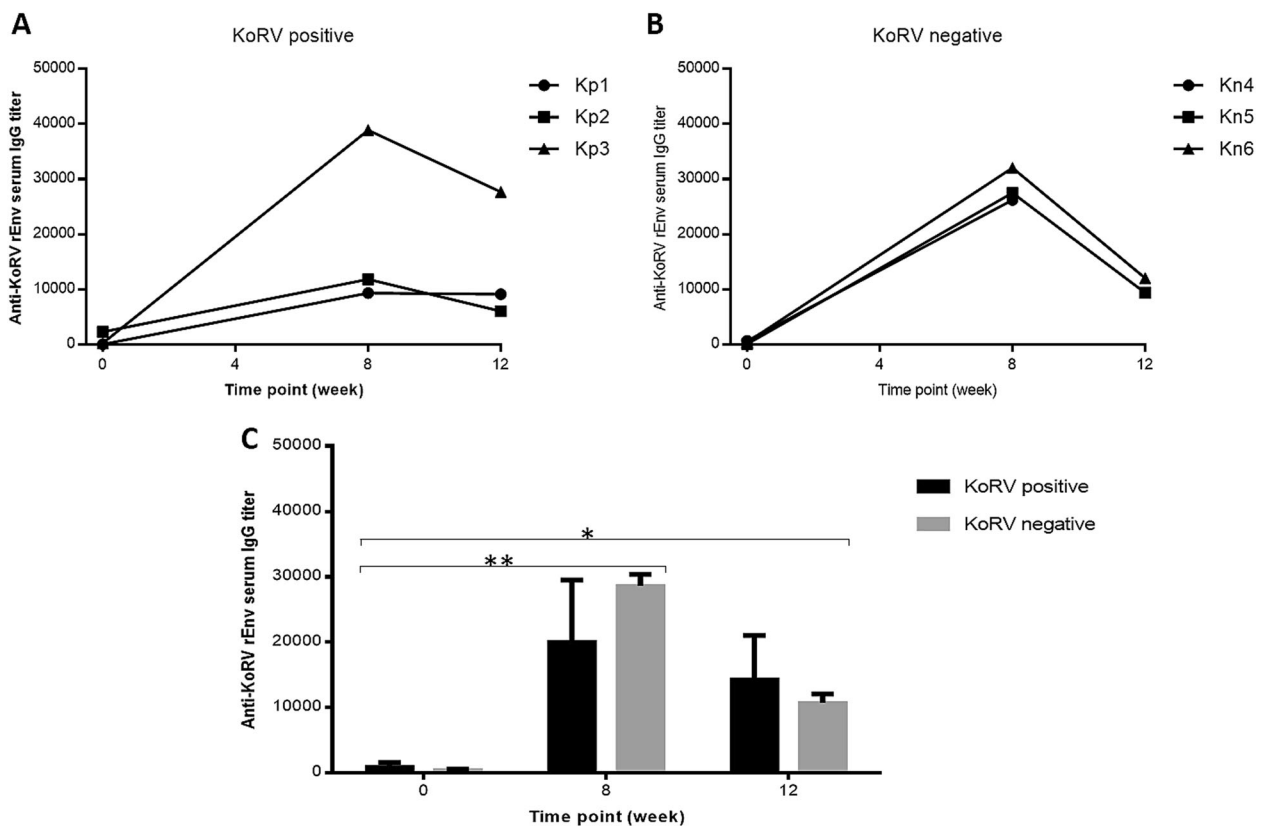 A
KoRV positive
Anti-KoRV rEnv serum IgG titer
50000
40000
30000
20000
10000
0
0 4 8 12
Time point (week)
Kp1
Kp2
Kp3
B
KoRV negative
Anti-KoRV rEnv serum IgG titer
50000
40000
30000
20000
10000
0
0 4 8 12
Time point (week)
Kn4
Kn5
Kn6
C
Anti-KoRV rEnv serum IgG titer
50000
40000
30000
20000
10000
0
*
**
0 8 12
Time point (week)
KoRV positive
KoRV negative